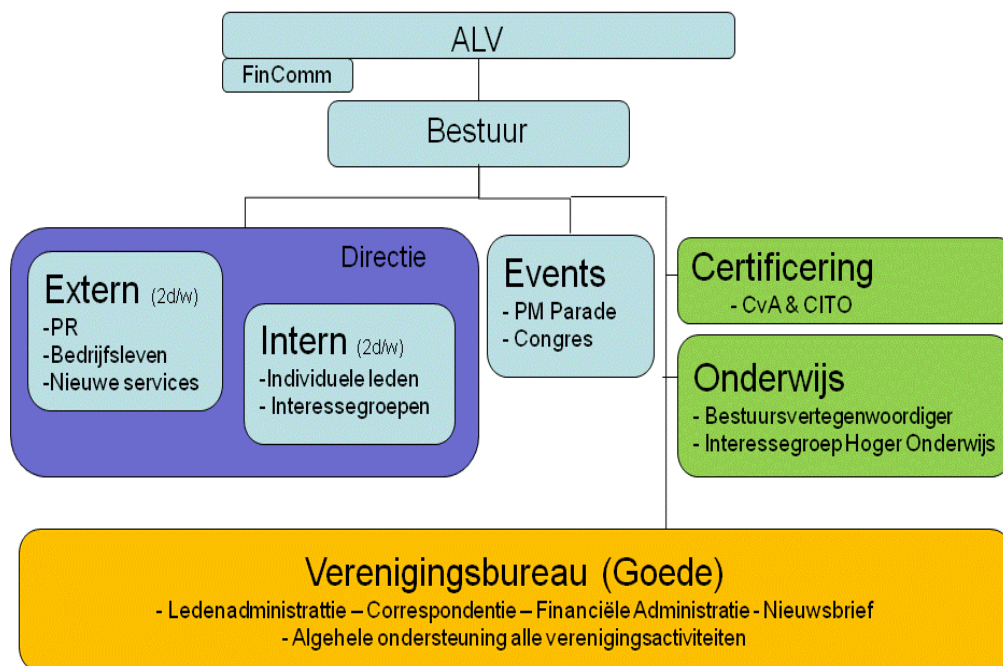 ALV
FinComm
Bestuur
Directie
Extern (2d/w)
-PR
-Bedrijfsleven
-Nieuwe services
Intern (2d/w)
-Individuele leden
- Interessegroepen
Events
- PM Parade
- Congres
Certificering
- CvA & CITO
Onderwijs
- Bestuursvertegenwoordiger
- Interessegroep Hoger Onderwijs
Verenigingsbureau (Goede)
- Ledenadministrattie – Correspondentie – Financiële Administratie - Nieuwsbrief
- Algehele ondersteuning alle verenigingsactiviteiten